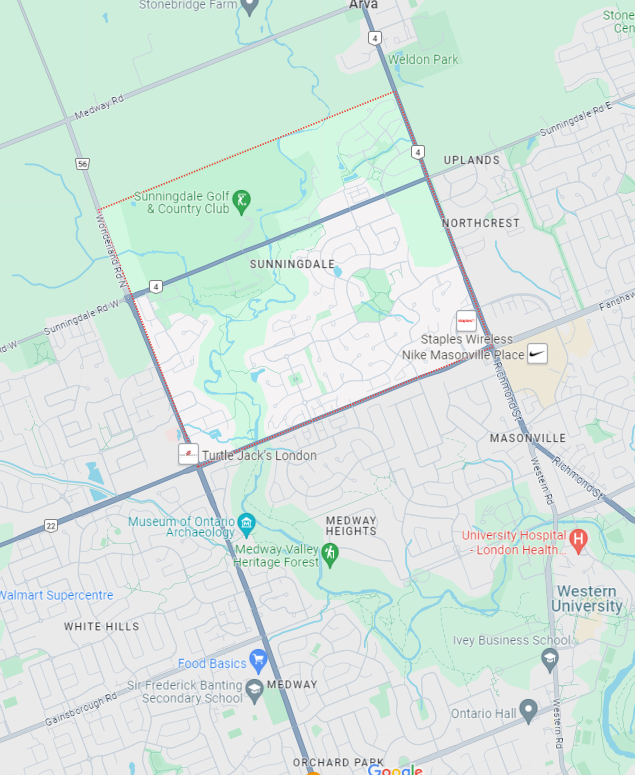 Stonebridge Farm
Arva
4
Weldon Park
Medway Rd
Sunningdale Rd E
56
4
UPLANDS
Sunningdale Golf
& Country Club
Wonderland Rd N
NORTHCREST
SUNNINGDALE
4
Sunningdale Rd W
Fanshaw
Staples Wireless
Nike Masonville Place
Richmond St
MASONVILLE
Turtle Jack's London
Western Rd
Richmond St
22
MEDWAY
HEIGHTS
Museum of Ontario
Archaeology
Medway Valley
Heritage Forest
University Hospital
- London Health...
H
Western
University
Walmart Supercentre
WHITE HILLS
Ivey Business School
Food Basics
Sir Frederick Banting
Secondary School
MEDWAY
Gainsborough Rd
Ontario Hall
Western Rd
ORCHARD PARK
Google